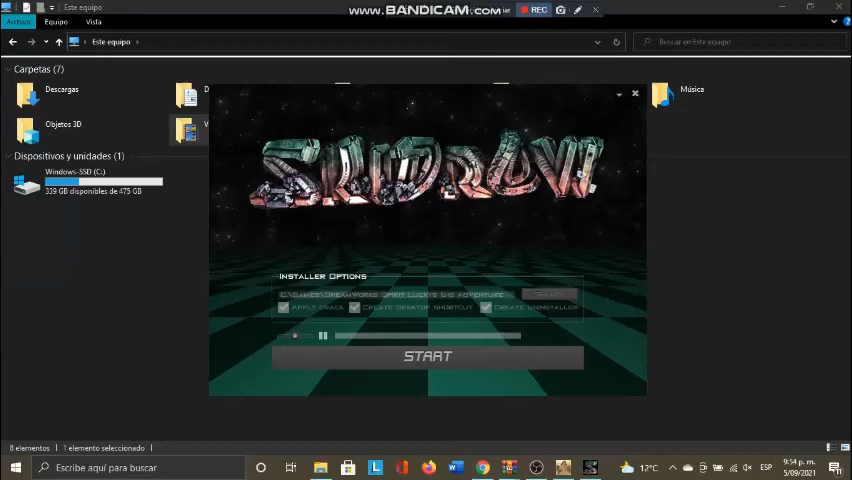 Este equipo
WWW.BANDICAM.COM
REC
Archivo
Equipo
Vista
Este equipo
Buscar en Este equipo
Carpetas (7)
Descargas
D
Música
Objetos 3D
V
Dispositivos y unidades (1)
Windows-SSD (C:)
339 GB disponibles de 475 GB
SKIDROW
Installer Options
C:\Games\DreamWorks Spirit Luckys Big Adventure
Apply crack
Create desktop shortcut
Create uninstaller
START
8 elementos
1 elemento seleccionado
Escribe aquí para buscar
12°C
ESP
9:54 p. m.
5/09/2021